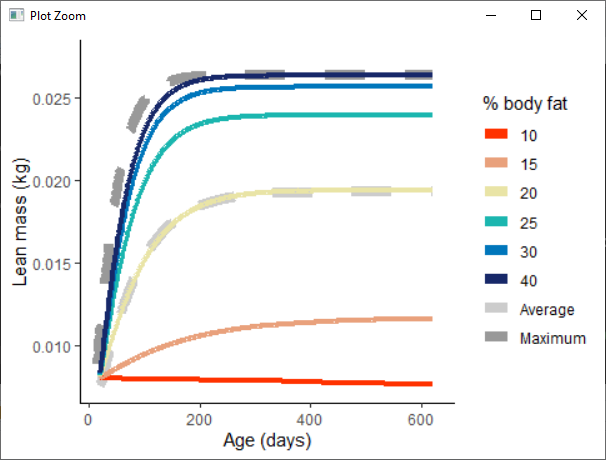 Plot Zoom
0.025
0.020
0.015
0.010
Lean mass (kg)
0
200
400
600
Age (days)
% body fat
10
15
20
25
30
40
Average
Maximum